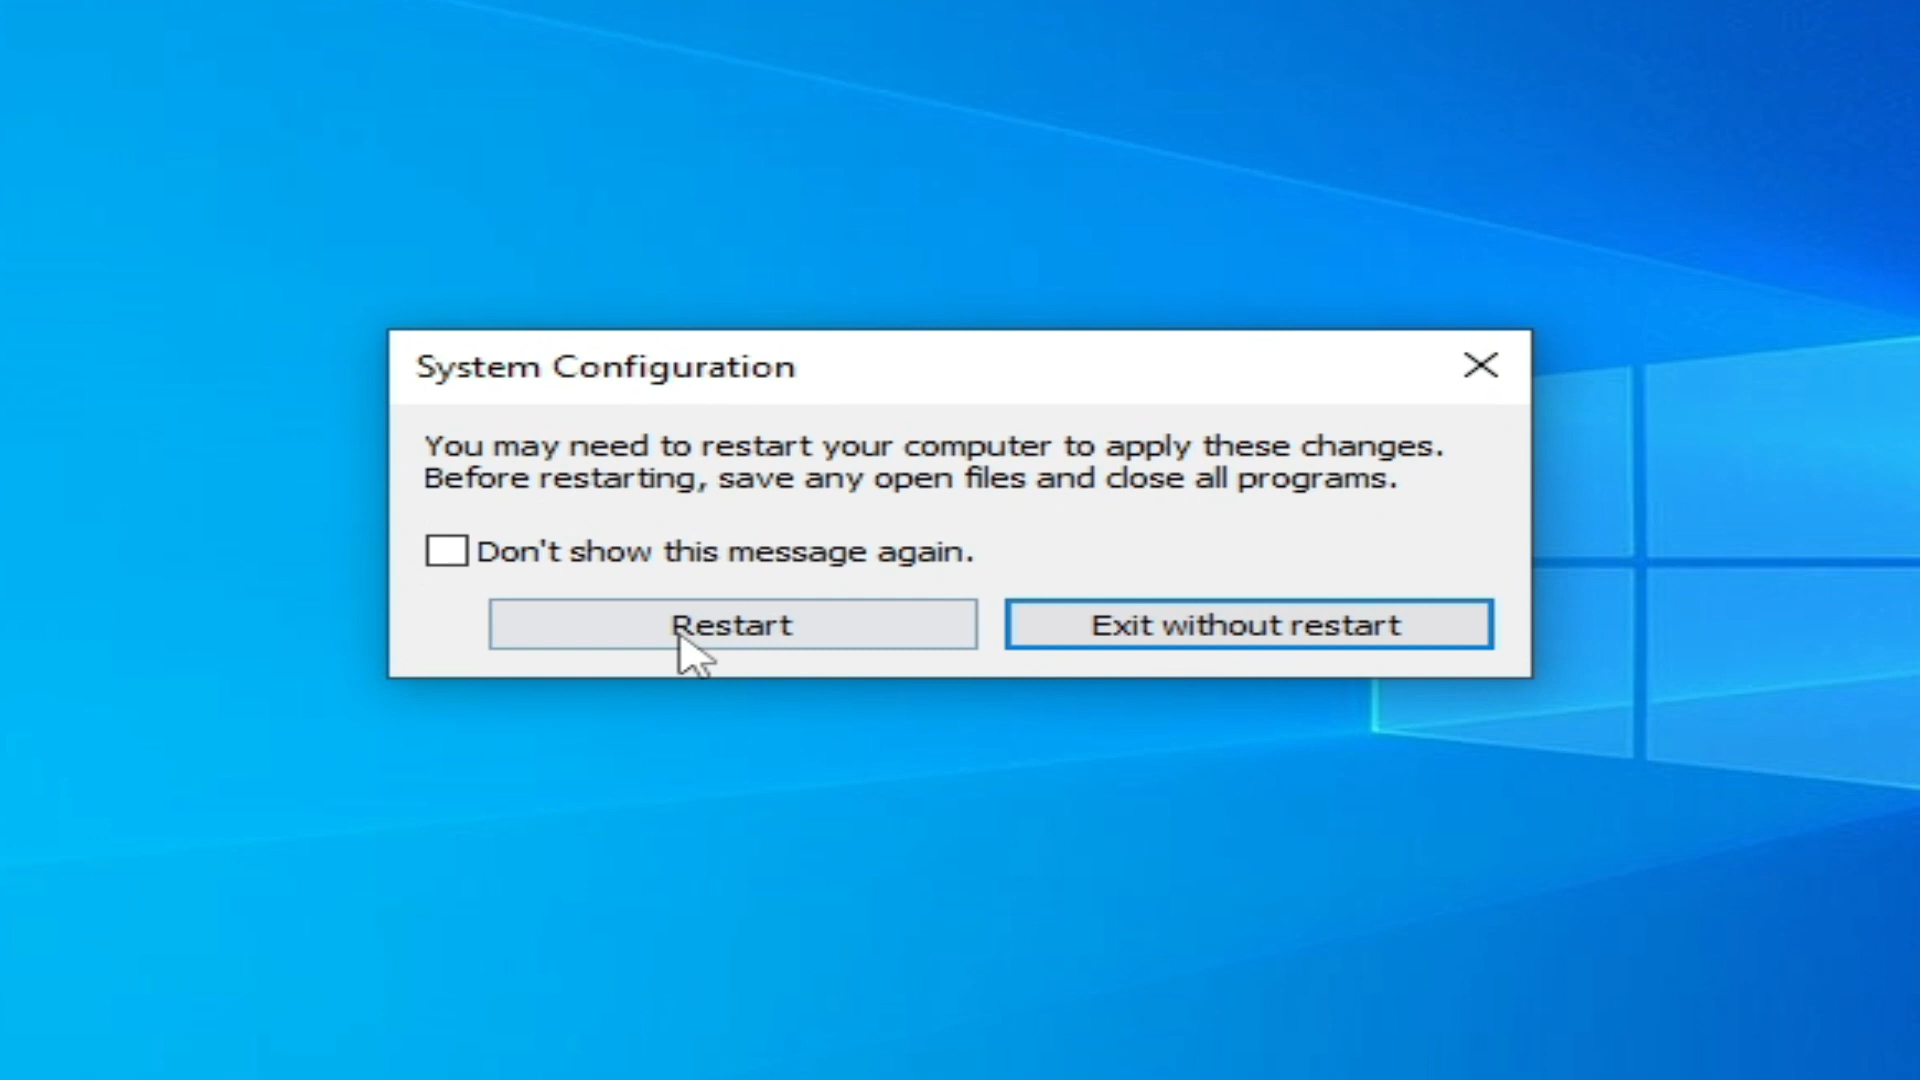 System Configuration
You may need to restart your computer to apply these changes.
Before restarting, save any open files and close all programs.
Don't show this message again.
Restart
Exit without restart